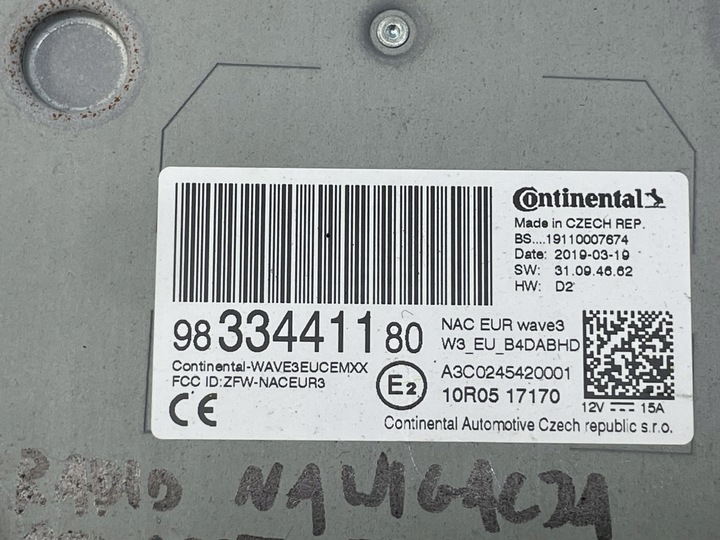 Continental
Made in CZECH REP.
BS....19110007674
Date: 2019-03-19
SW: 31.09.46.62
HW: D2
98 33441180
NAC EUR wave3
W3_EU_B4DABHD
Continental-WAVE3EUCEMXX
FCC ID:ZFW-NACEUR3
E2
A3C0245420001
10R05 17170
12V 15A
CE
Continental Automotive Czech republic s.r.o.
RADIO NAWIGACJA